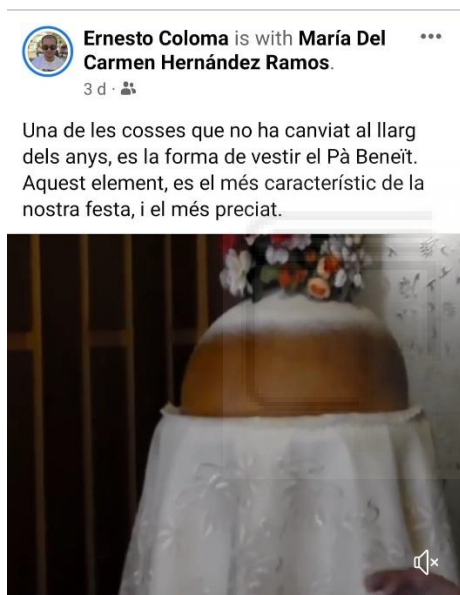 Ernesto Coloma is with María Del
Carmen Hernández Ramos.
3 d ·
Una de les cosses que no ha canviat al llarg
dels anys, es la forma de vestir el Pà Beneït.
Aquest element, es el més característic de la
nostra festa, i el més preciat.